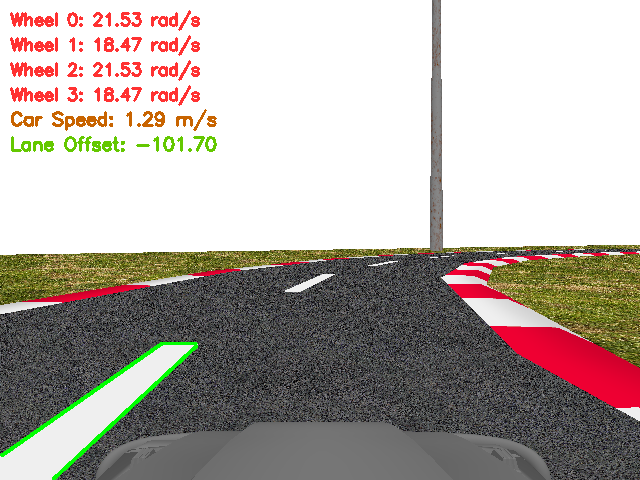 Wheel 0: 21.53 rad/s
Wheel 1: 18.47 rad/s
Wheel 2: 21.53 rad/s
Wheel 3: 18.47 rad/s
Car Speed: 1.29 m/s
Lane Offset: -101.70